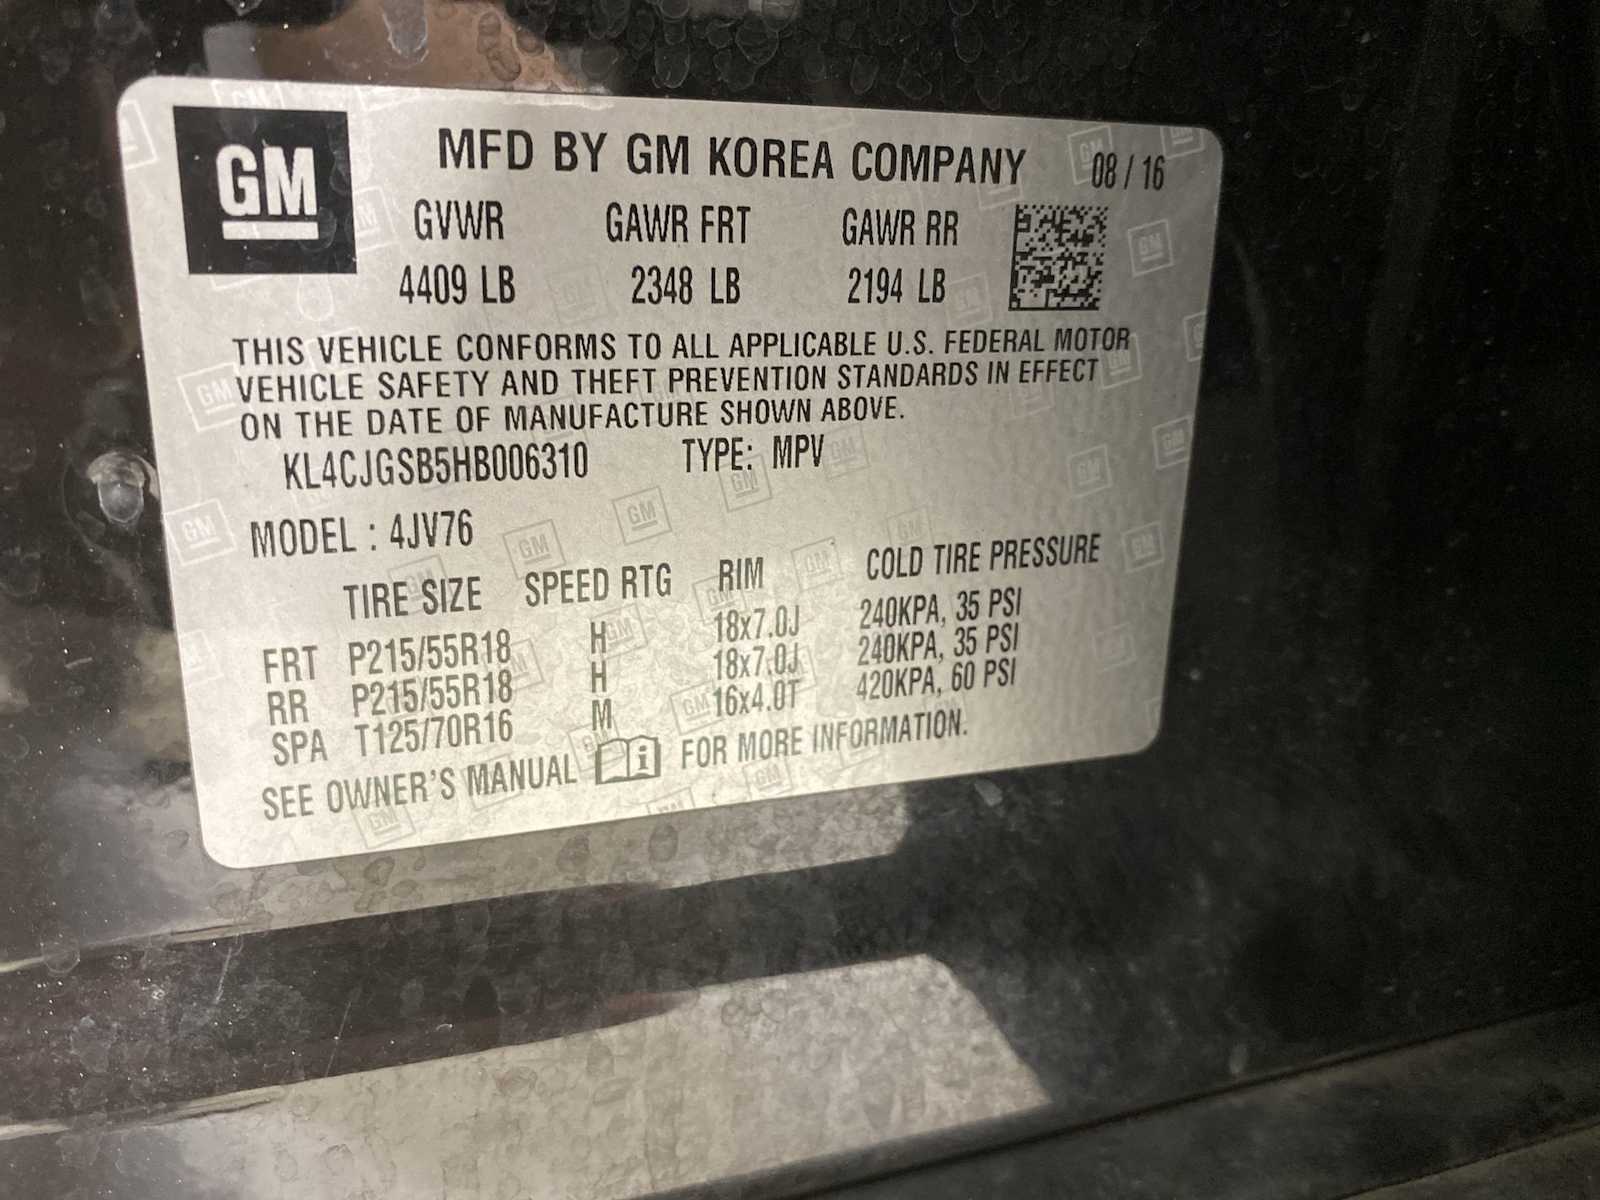 GM
MFD BY GM KOREA COMPANY 08 / 16
GVWR GAWR FRT GAWR RR
4409 LB 2348 LB 2194 LB
THIS VEHICLE CONFORMS TO ALL APPLICABLE U.S. FEDERAL MOTOR
VEHICLE SAFETY AND THEFT PREVENTION STANDARDS IN EFFECT
ON THE DATE OF MANUFACTURE SHOWN ABOVE.
KL4CJGSB5HB006310 TYPE: MPV
MODEL : 4JV76
TIRE SIZE SPEED RTG RIM COLD TIRE PRESSURE
FRT P215/55R18 H 18x7.0J 240KPA, 35 PSI
RR P215/55R18 H 18x7.0J 240KPA, 35 PSI
SPA T125/70R16 M 16x4.0T 420KPA, 60 PSI
SEE OWNER'S MANUAL i FOR MORE INFORMATION.